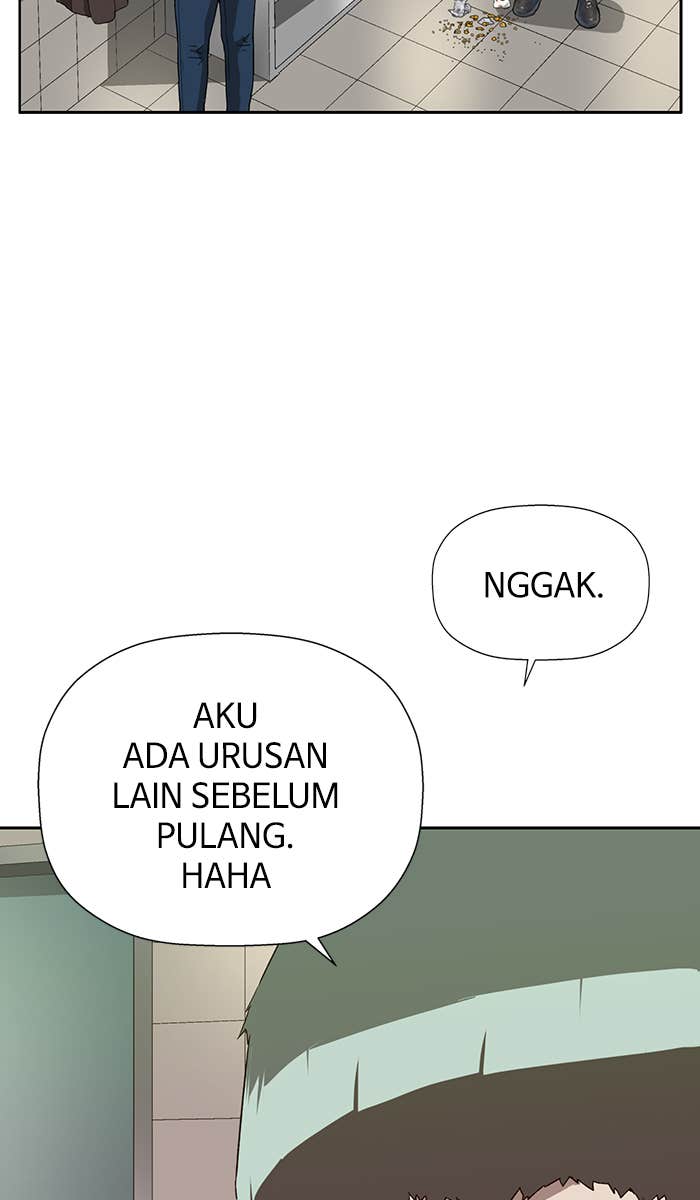 NGGAK.
AKU
ADA URUSAN
LAIN SEBELUM
PULANG.
HAHA